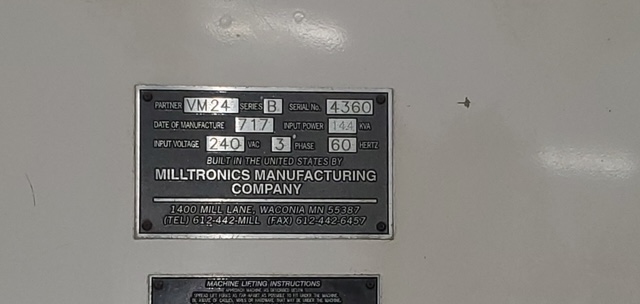 PARTNER VM24 SERIES B SERIAL No. 4360
DATE OF MANUFACTURE 717 INPUT POWER 14.4 KVA
INPUT VOLTAGE 240 VAC 3 PHASE 60 HERTZ
BUILT IN THE UNITED STATES BY
MILLTRONICS MANUFACTURING
COMPANY
1400 MILL LANE, WACONIA MN 55387
(TEL) 612-442-MILL (FAX) 612-442-6457
MACHINE LIFTING INSTRUCTIONS